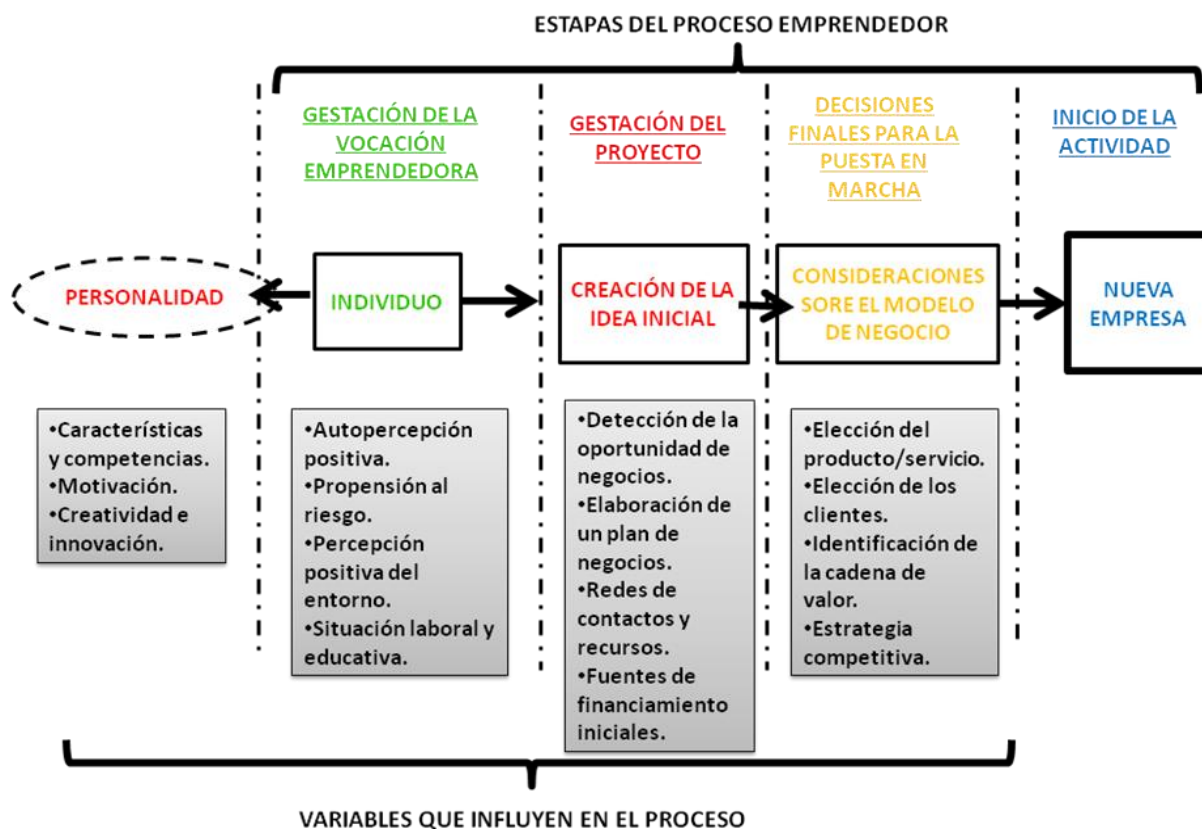 ESTAPAS DEL PROCESO EMPRENDEDOR
GESTACIÓN DE LA
VOCACIÓN
EMPRENDEDORA
GESTACIÓN DEL
PROYECTO
DECISIONES
FINALES PARA LA
PUESTA EN
MARCHA
INICIO DE LA
ACTIVIDAD
PERSONALIDAD
INDIVIDUO
CREACIÓN DE LA
IDEA INICIAL
CONSIDERACIONES
SORE EL MODELO
DE NEGOCIO
NUEVA
EMPRESA
•Características
y competencias.
•Motivación.
•Creatividad e
innovación.
•Autopercepción
positiva.
•Propensión al
riesgo.
•Percepción
positiva del
entorno.
•Situación laboral y
educativa.
•Detección de la
oportunidad de
negocios.
•Elaboración de
un plan de
negocios.
•Redes de
contactos y
recursos.
•Fuentes de
financiamiento
iniciales.
•Elección del
producto/servicio.
•Elección de los
clientes.
•Identificación de
la cadena de
valor.
•Estrategia
competitiva.
VARIABLES QUE INFLUYEN EN EL PROCESO